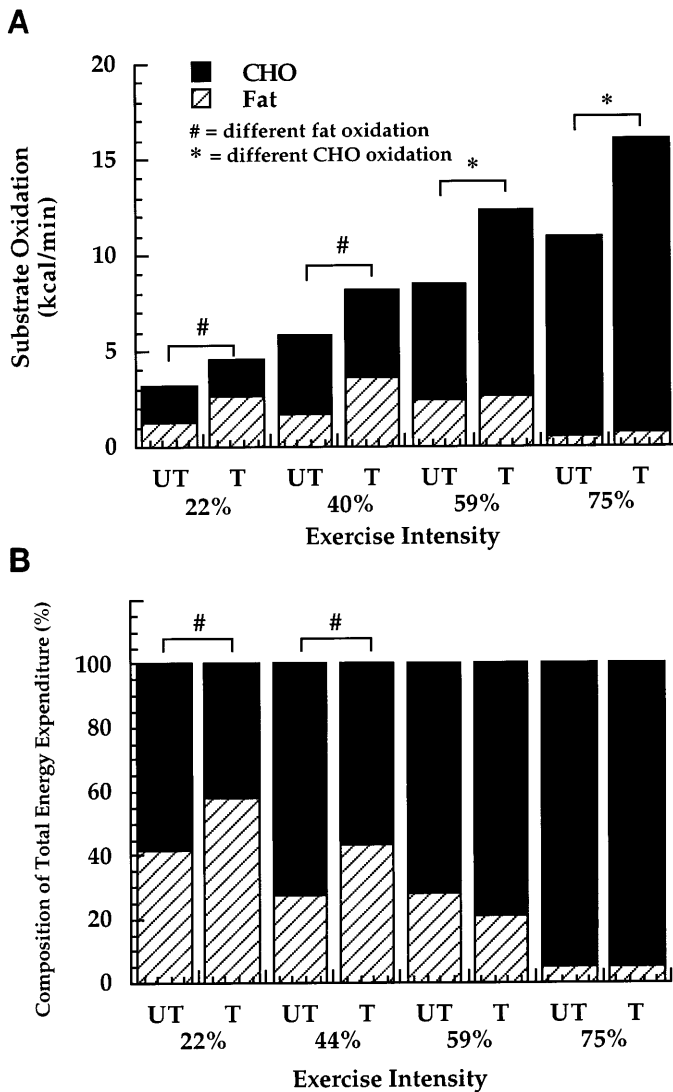 A
20
15
10
5
0
Substrate Oxidation
(kcal/min)
CHO
Fat
# = different fat oxidation
* = different CHO oxidation
#
#
*
*
UT T UT T UT T UT T
22% 40% 59% 75%
Exercise Intensity
B
Composition of Total Energy Expenditure (%)
100
80
60
40
20
0
#
#
UT T UT T UT T UT T
22% 44% 59% 75%
Exercise Intensity